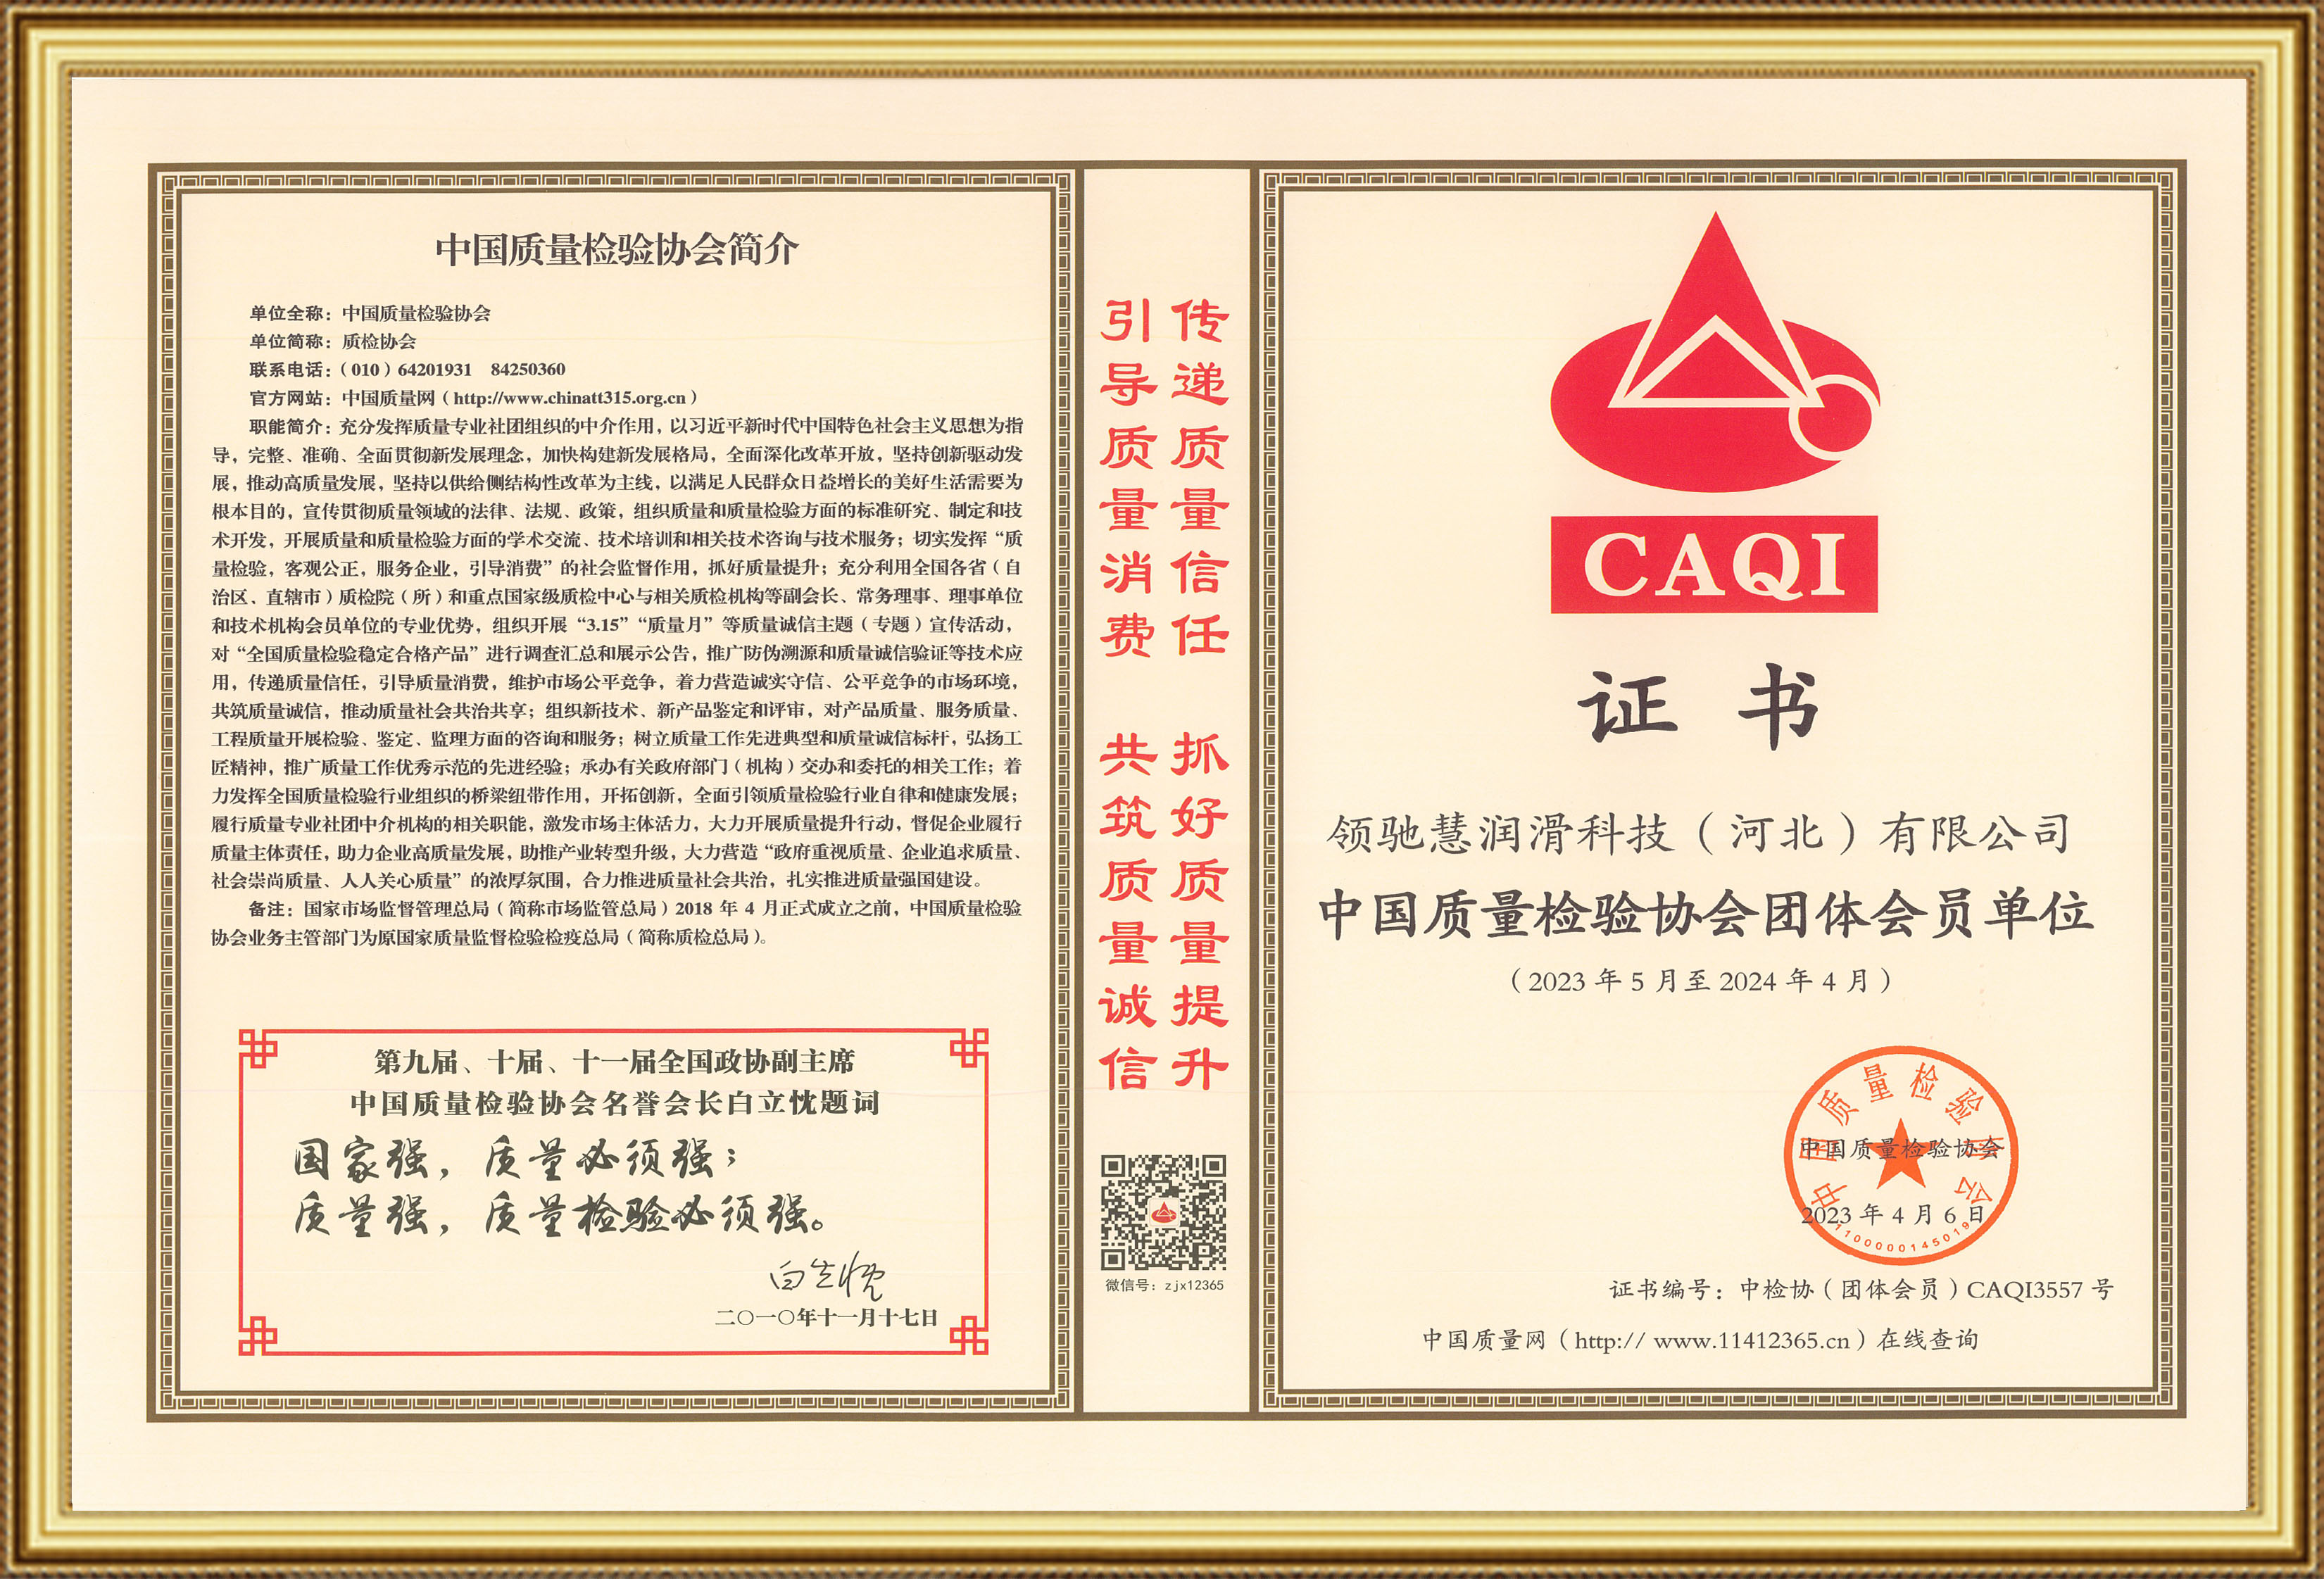 中国质量检验协会简介
单位全称：中国质量检验协会
单位简称：质检协会
联系电话：（010）64201931 84250360
官方网站：中国质量网（http://www.chinatt315.org.cn）
职能简介：充分发挥质量专业社团组织的中介作用，以习近平新时代中国特色社会主义思想为指
导，完整、准确、全面贯彻新发展理念，加快构建新发展格局，全面深化改革开放，坚持创新驱动发
展，推动高质量发展，坚持以供给侧结构性改革为主线，以满足人民群众日益增长的美好生活需要为
根本目的，宣传贯彻质量领域的法律、法规、政策，组织质量和质量检验方面的标准研究、制定和技
术开发，开展质量和质量检验方面的学术交流、技术培训和相关技术咨询与技术服务；切实发挥“质
量检验，客观公正，服务企业，引导消费”的社会监督作用，抓好质量提升；充分利用全国各省（自
治区、直辖市）质检院（所）和重点国家级质检中心与相关质检机构等副会长、常务理事、理事单位
和技术机构会员单位的专业优势，组织开展“3.15”“质量月”等质量诚信主题（专题）宣传活动，
对“全国质量检验稳定合格产品”进行调查汇总和展示公告，推广防伪溯源和质量诚信验证等技术应
用，传递质量信任，引导质量消费，维护市场公平竞争，着力营造诚实守信、公平竞争的市场环境，
共筑质量诚信，推动质量社会共治共享；组织新技术、新产品鉴定和评审，对产品质量、服务质量、
工程质量开展检验、鉴定、监理方面的咨询和服务；树立质量工作先进典型和质量诚信标杆，弘扬工
匠精神，推广质量工作优秀示范的先进经验；承办有关政府部门（机构）交办和委托的相关工作；着
力发挥全国质量检验行业组织的桥梁纽带作用，开拓创新，全面引领质量检验行业自律和健康发展；
履行质量专业社团中介机构的相关职能，激发市场主体活力，大力开展质量提升行动，督促企业履行
质量主体责任，助力企业高质量发展，助推产业转型升级，大力营造“政府重视质量、企业追求质量、
社会崇尚质量、人人关心质量”的浓厚氛围，合力推进质量社会共治，扎实推进质量强国建设。
备注：国家市场监督管理总局（简称市场监管总局）2018 年 4 月正式成立之前，中国质量检验
协会业务主管部门为原国家质量监督检验检疫总局（简称质检总局）。
第九届、十届、十一届全国政协副主席
中国质量检验协会名誉会长白立忱题词
国家强，质量必须强；
质量强，质量检验必须强。
白立忱
二〇一〇年十一月十七日
传递质量信任 抓好质量提升
引导质量消费 共筑质量诚信
微信号：zjx12365
CAQI
证书
领驰慧润滑科技（河北）有限公司
中国质量检验协会团体会员单位
（2023 年 5 月至 2024 年 4 月）
中国质量检验协会
中国质量检验协会
2023 年 4 月 6 日
1100000145019
证书编号：中检协（团体会员）CAQI3557 号
中国质量网（http:// www.11412365.cn）在线查询